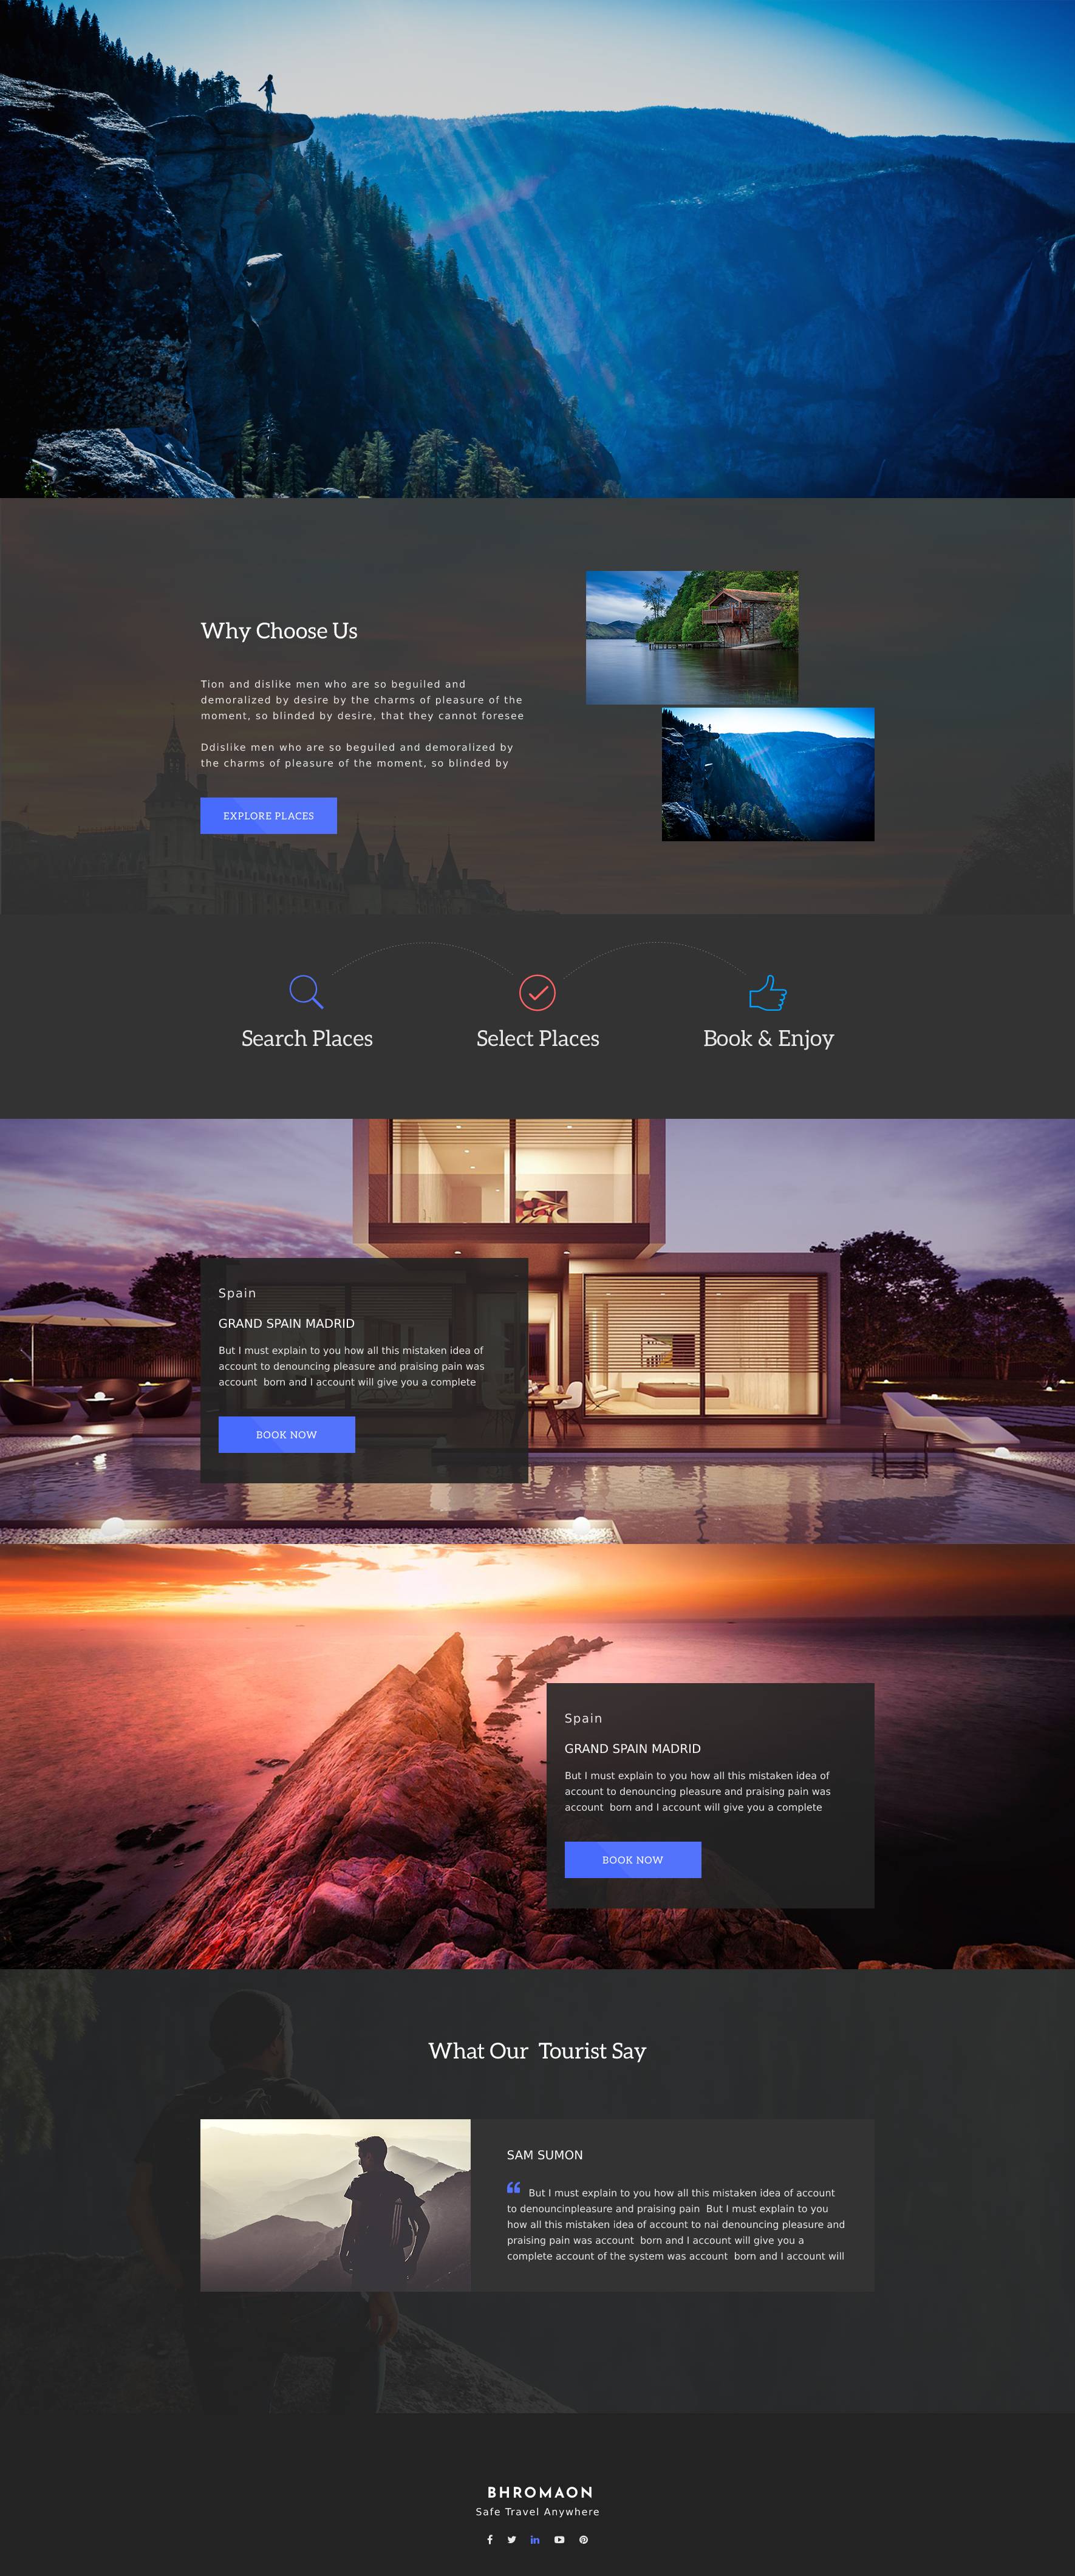 Why Choose Us
Tion and dislike men who are so beguiled and
demoralized by desire by the charms of pleasure of the
moment, so blinded by desire, that they cannot foresee
Ddislike men who are so beguiled and demoralized by
the charms of pleasure of the moment, so blinded by
EXPLORE PLACES
Search Places
Select Places
Book & Enjoy
Spain
GRAND SPAIN MADRID
But I must explain to you how all this mistaken idea of
account to denouncing pleasure and praising pain was
account  born and I account will give you a complete
BOOK NOW
Spain
GRAND SPAIN MADRID
But I must explain to you how all this mistaken idea of
account to denouncing pleasure and praising pain was
account  born and I account will give you a complete
BOOK NOW
What Our  Tourist Say
SAM SUMON
“ But I must explain to you how all this mistaken idea of account
to denouncinpleasure and praising pain  But I must explain to you
how all this mistaken idea of account to nai denouncing pleasure and
praising pain was account  born and I account will give you a
complete account of the system was account  born and I account will
BHROMAON
Safe Travel Anywhere